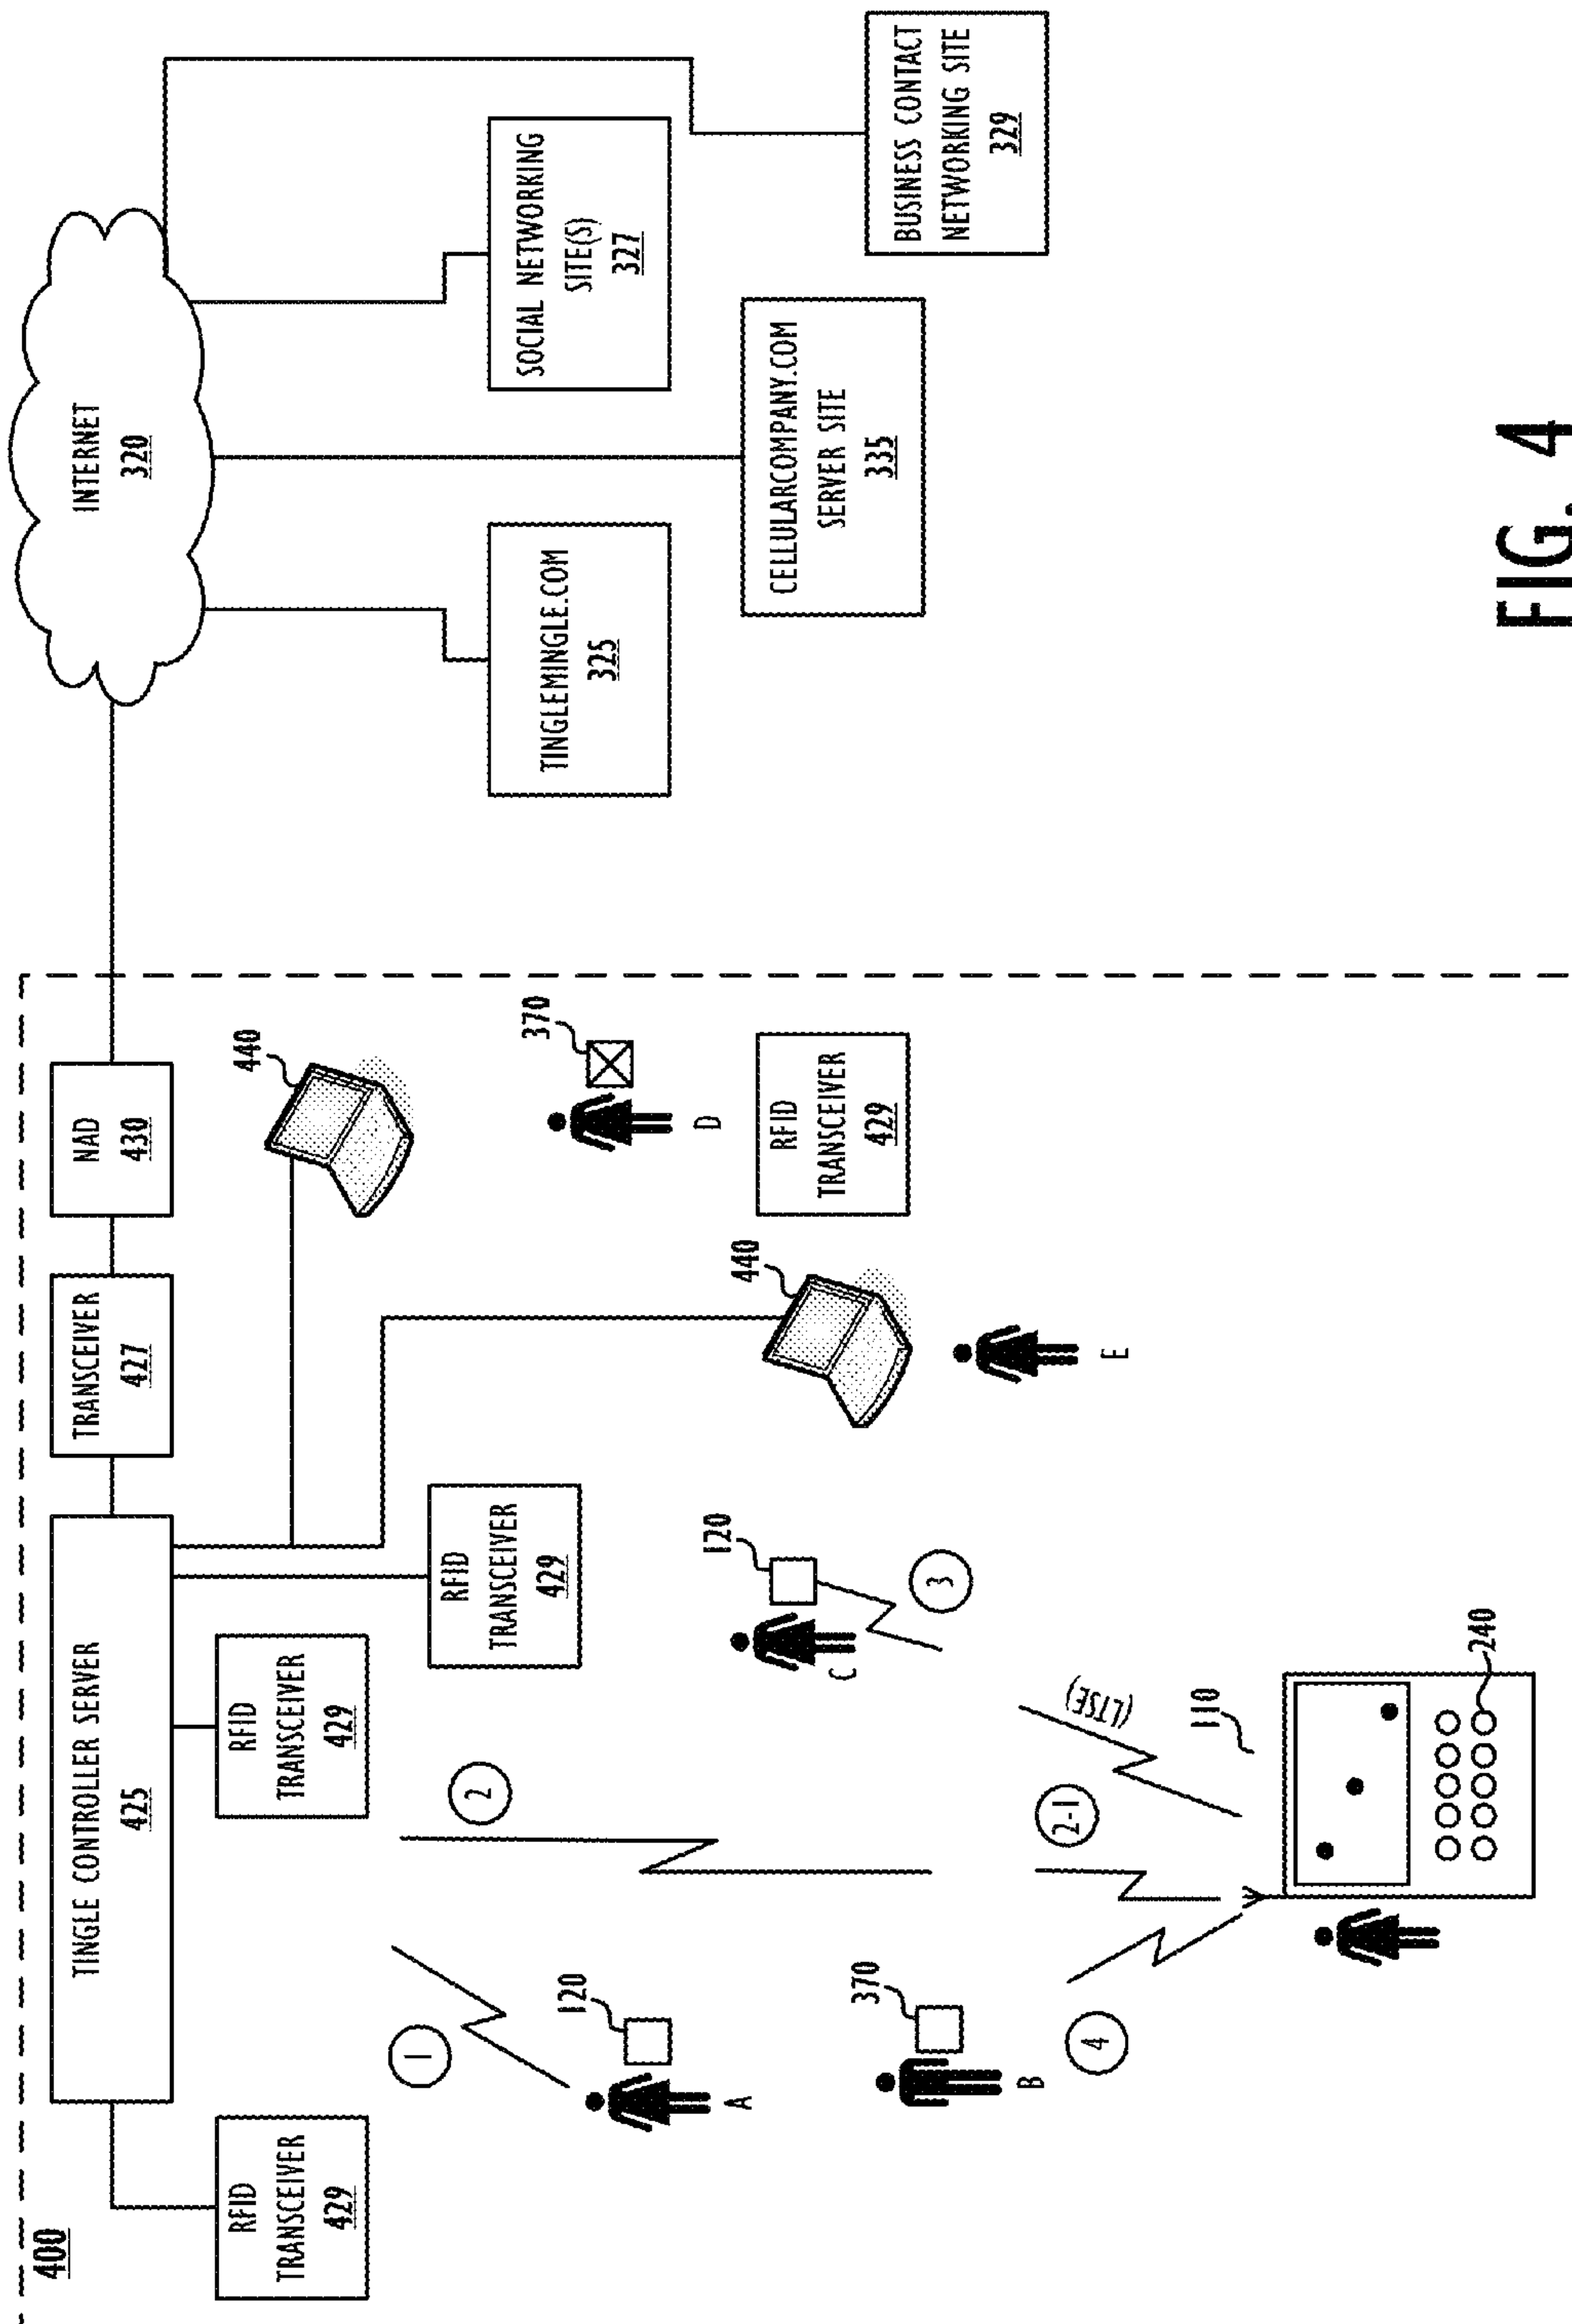 400
TINGLE CONTROLLER SERVER
425
TRANSCEIVER
427
NAD
430
INTERNET
320
RFID
TRANSCEIVER
429
RFID
TRANSCEIVER
429
RFID
TRANSCEIVER
429
RFID
TRANSCEIVER
429
440
440
370
D
E
1
2
120
A
120
C
3
370
B
4
2-1
(LTSE)
110
240
TINGLEMINGLE.COM
325
SOCIAL NETWORKING
SITE(S)
327
CELLULARCOMPANY.COM
SERVER SITE
335
BUSINESS CONTACT
NETWORKING SITE
329
FIG. 4